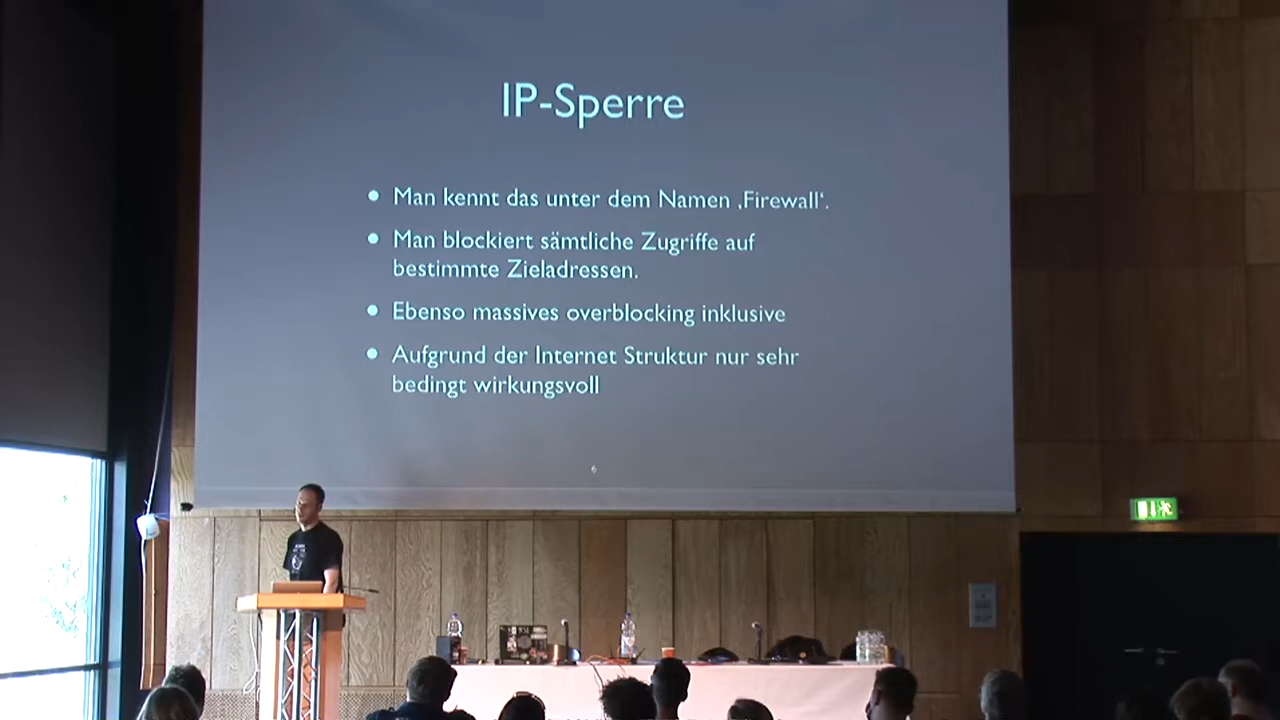 IP-Sperre
Man kennt das unter dem Namen ‚Firewall‘.
Man blockiert sämtliche Zugriffe auf
bestimmte Zieladressen.
Ebenso massives overblocking inklusive
Aufgrund der Internet Struktur nur sehr
bedingt wirkungsvoll
6